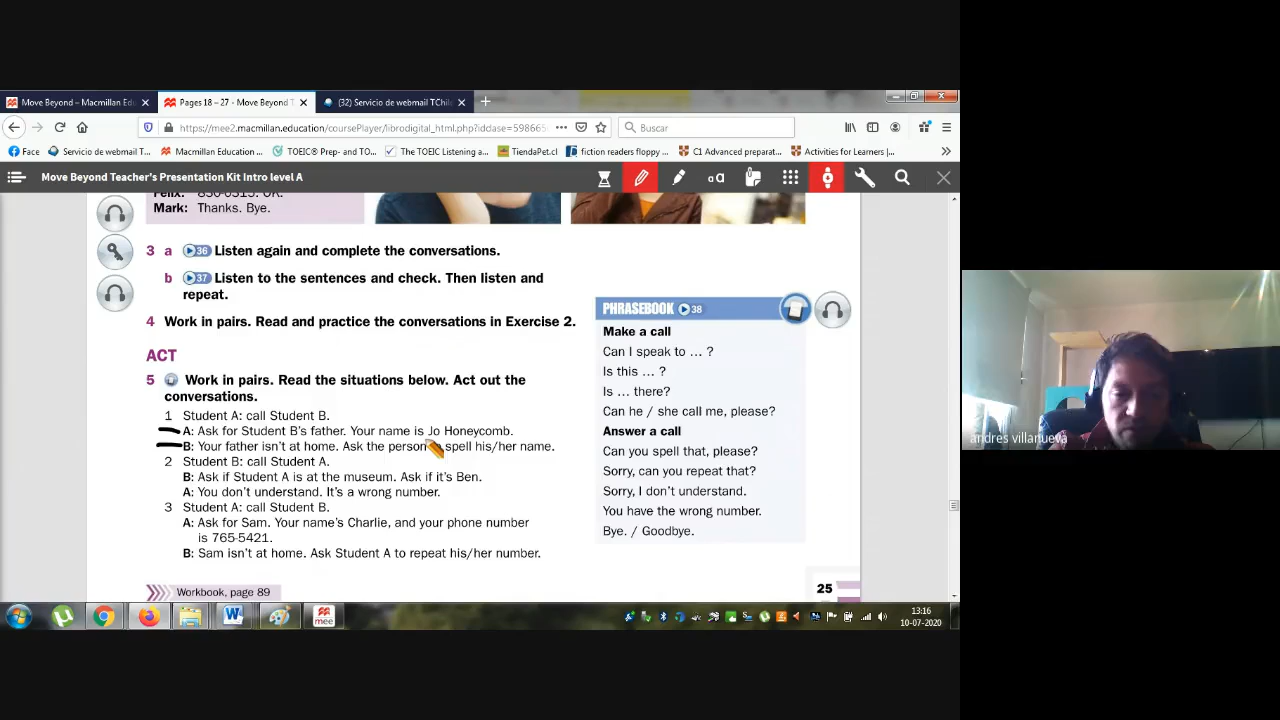 Move Beyond – Macmillan Edu
Pages 18 – 27 - Move Beyond T
(32) Servicio de webmail TChile
https://mee2.macmillan.education/coursePlayer/librodigital_html.php?idclase=598665
Buscar
Face
Servicio de webmail T...
Macmillan Education ...
TOEIC® Prep- and TO...
The TOEIC Listening a...
TiendaPet.cl
fiction readers floppy ...
C1 Advanced preparat...
Activities for Learners |...
Move Beyond Teacher's Presentation Kit Intro level A
aa
Felix: 830-0315. OK.
Mark: Thanks. Bye.
3 a 36 Listen again and complete the conversations.
b 37 Listen to the sentences and check. Then listen and
repeat.
4 Work in pairs. Read and practice the conversations in Exercise 2.
ACT
5 Work in pairs. Read the situations below. Act out the
conversations.
1 Student A: call Student B.
A: Ask for Student B's father. Your name is Jo Honeycomb.
B: Your father isn't at home. Ask the person spell his/her name.
2 Student B: call Student A.
B: Ask if Student A is at the museum. Ask if it's Ben.
A: You don't understand. It's a wrong number.
3 Student A: call Student B.
A: Ask for Sam. Your name's Charlie, and your phone number
is 765-5421.
B: Sam isn't at home. Ask Student A to repeat his/her number.
Workbook, page 89
PHRASEBOOK 38
Make a call
Can I speak to ... ?
Is this ... ?
Is ... there?
Can he / she call me, please?
Answer a call
Can you spell that, please?
Sorry, can you repeat that?
Sorry, I don't understand.
You have the wrong number.
Bye. / Goodbye.
25
mee
13:16
10-07-2020
andres villanueva